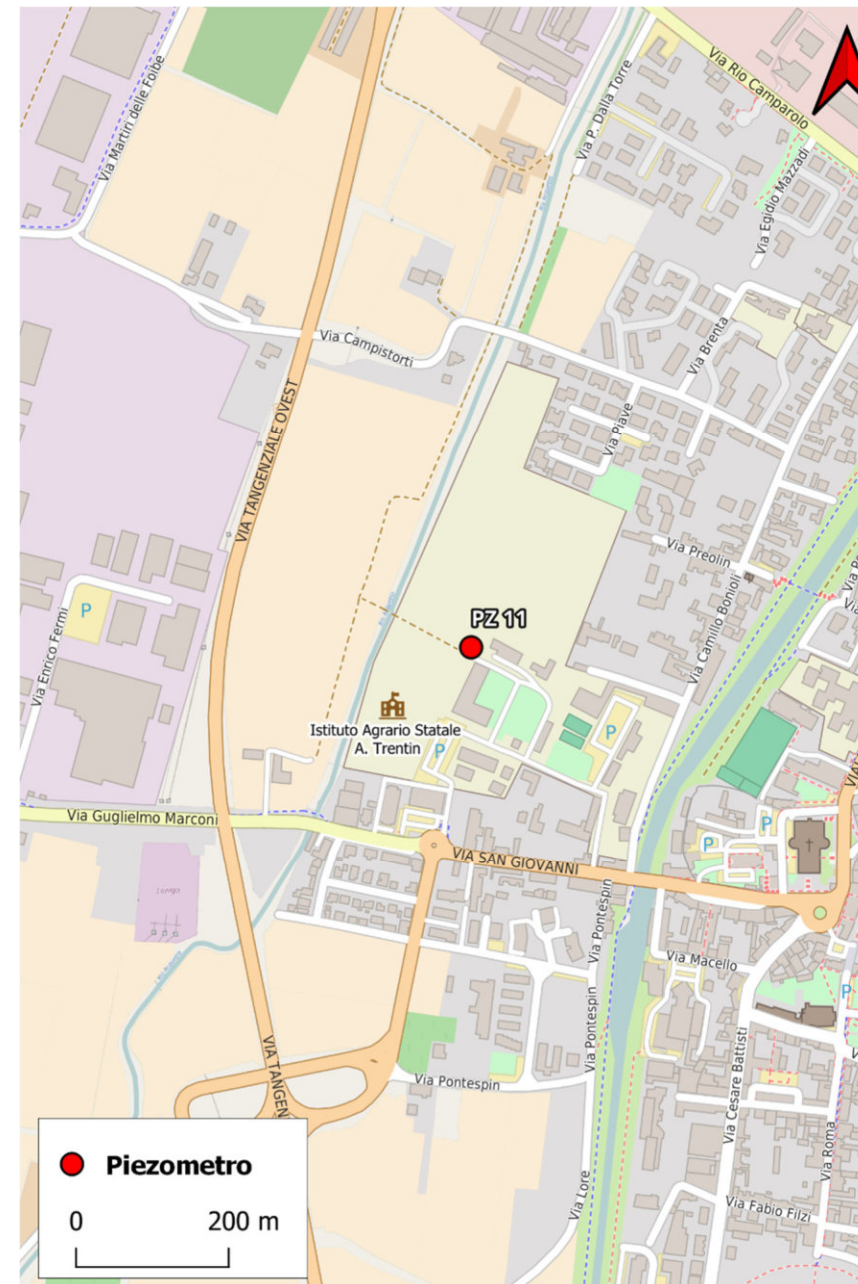 Via Rio Camparolo
Via Martiri delle Foibe
Via P. Dalla Torre
Via Egidio Mazzadi
Via Campistorti
Via Brenta
VIA TANGENZIALE OVEST
Via Piave
Via Preolin
Via Enrico Fermi
P
PZ 11
Via Camillo Bonioli
Istituto Agrario Statale
A. Trentin
P
P
Via Guglielmo Marconi
VIA SAN GIOVANNI
P
P
VIA
Via Pontespin
Via Macello
P
Via Pontespin
VIA TANGEN
Via Pontespin
Via Cesare Battisti
Via Roma
Via Lore
Via Fabio Filzi
Piezometro
0 200 m